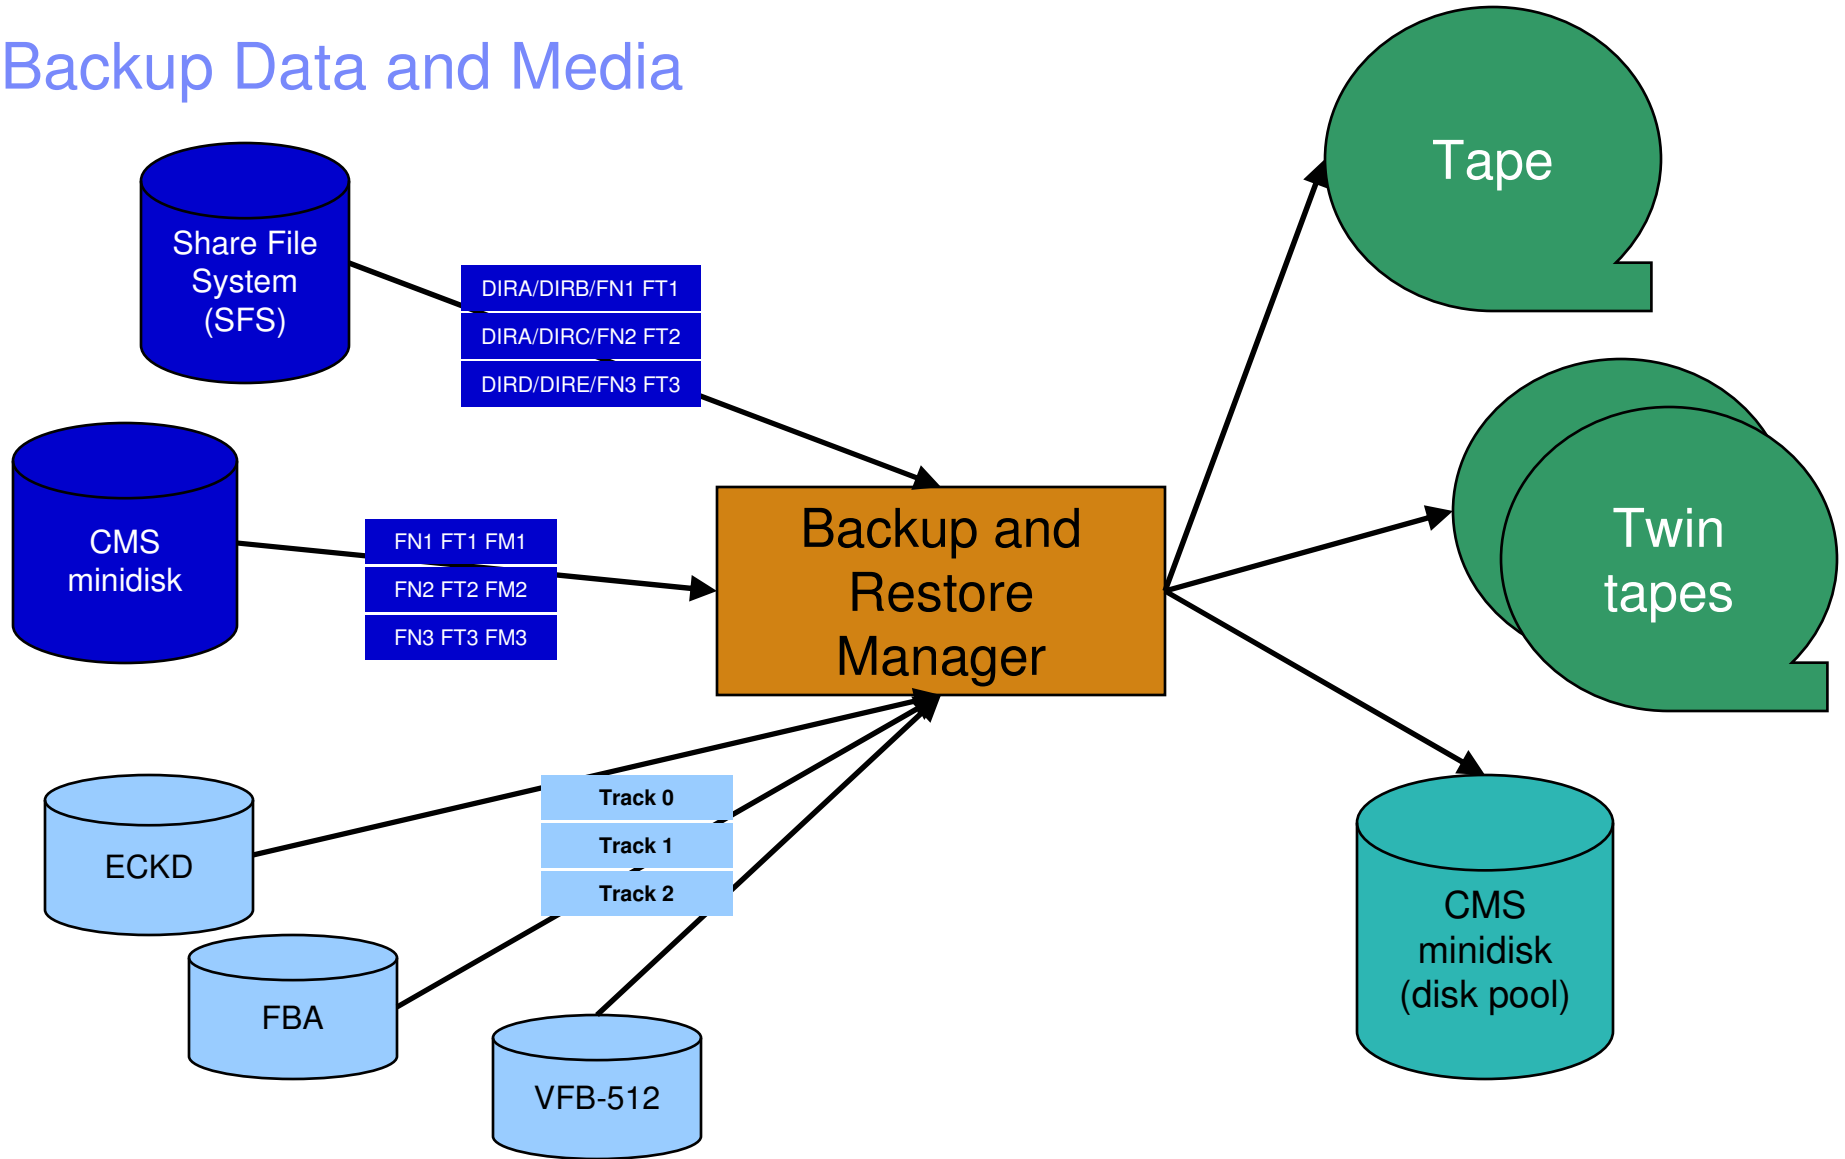 Backup Data and Media
Tape
Share File
System
(SFS)
DIRA/DIRB/FN1 FT1
DIRA/DIRC/FN2 FT2
DIRD/DIRE/FN3 FT3
CMS
minidisk
FN1 FT1 FM1
FN2 FT2 FM2
FN3 FT3 FM3
Backup and
Restore
Manager
Twin
tapes
ECKD
FBA
VFB-512
Track 0
Track 1
Track 2
CMS
minidisk
(disk pool)